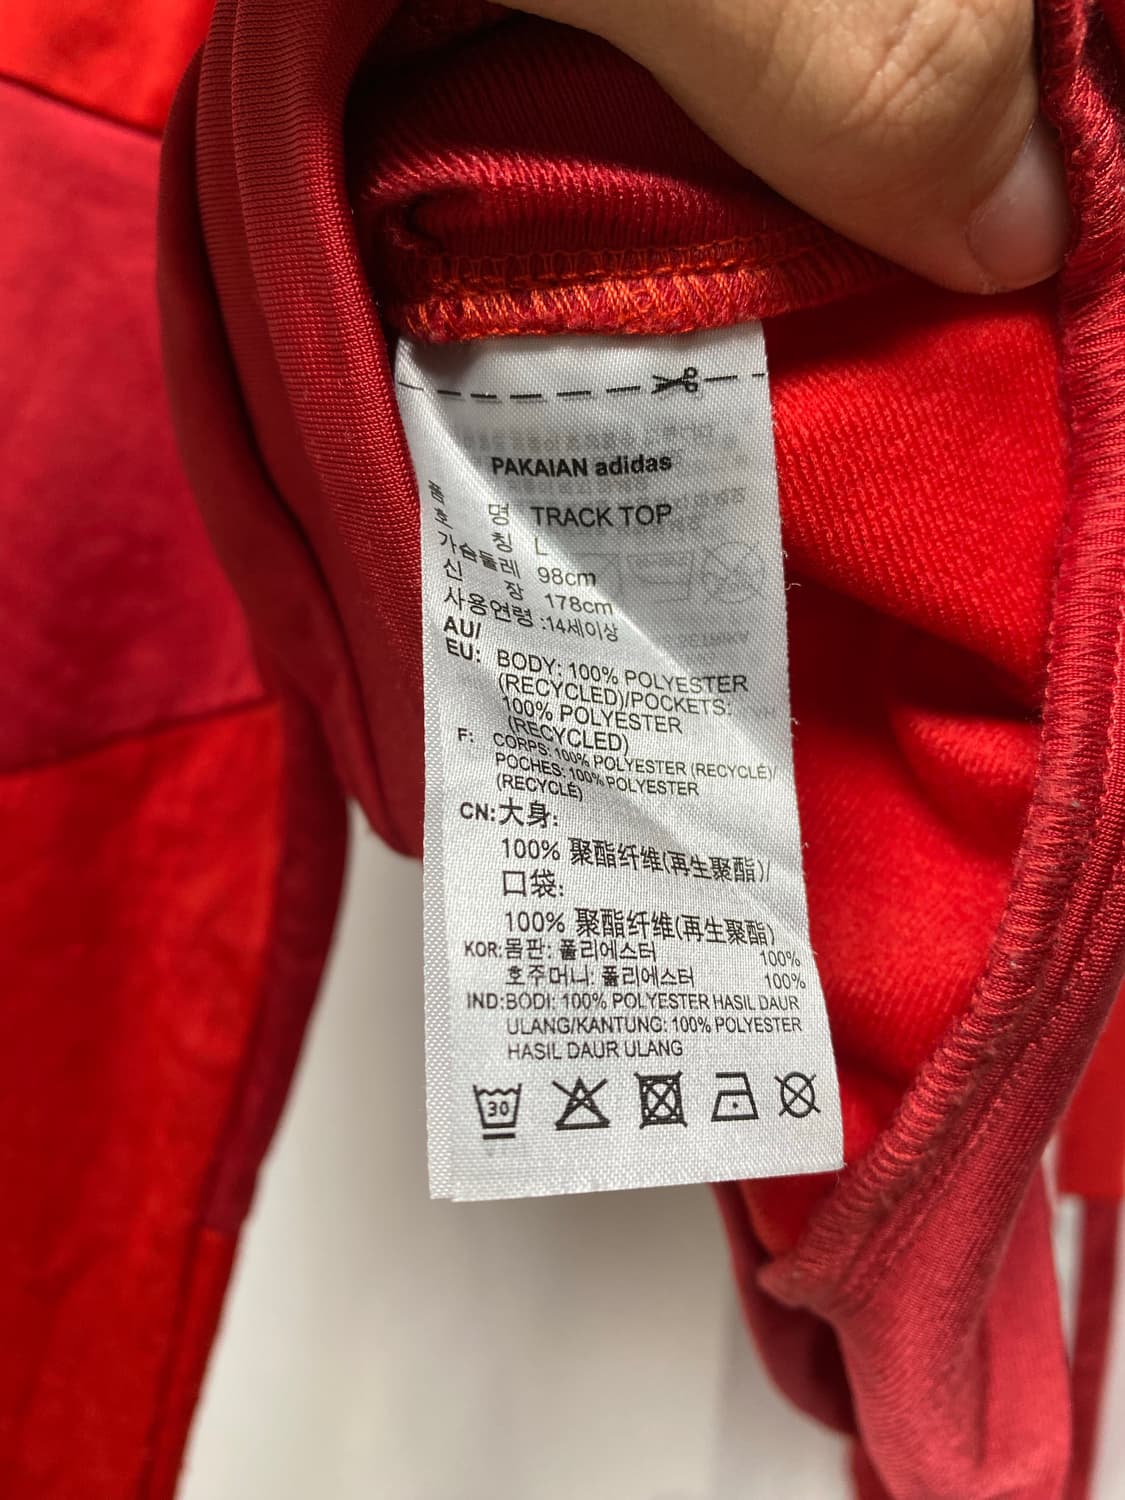 PAKAIAN adidas
품 명 TRACK TOP
호 칭 L
가슴둘레 98cm
신 장 178cm
사용연령 :14세이상
AU/
EU: BODY: 100% POLYESTER
(RECYCLED)/POCKETS:
100% POLYESTER
(RECYCLED)
F: CORPS: 100% POLYESTER (RECYCLÉ)/
POCHES: 100% POLYESTER
(RECYCLÉ)
CN:大身:
100% 聚酯纤维(再生聚酯)/
口袋:
100% 聚酯纤维(再生聚酯)
KOR:몸판: 폴리에스터 100%
호주머니: 폴리에스터 100%
IND:BODI: 100% POLYESTER HASIL DAUR
ULANG/KANTUNG: 100% POLYESTER
HASIL DAUR ULANG
30